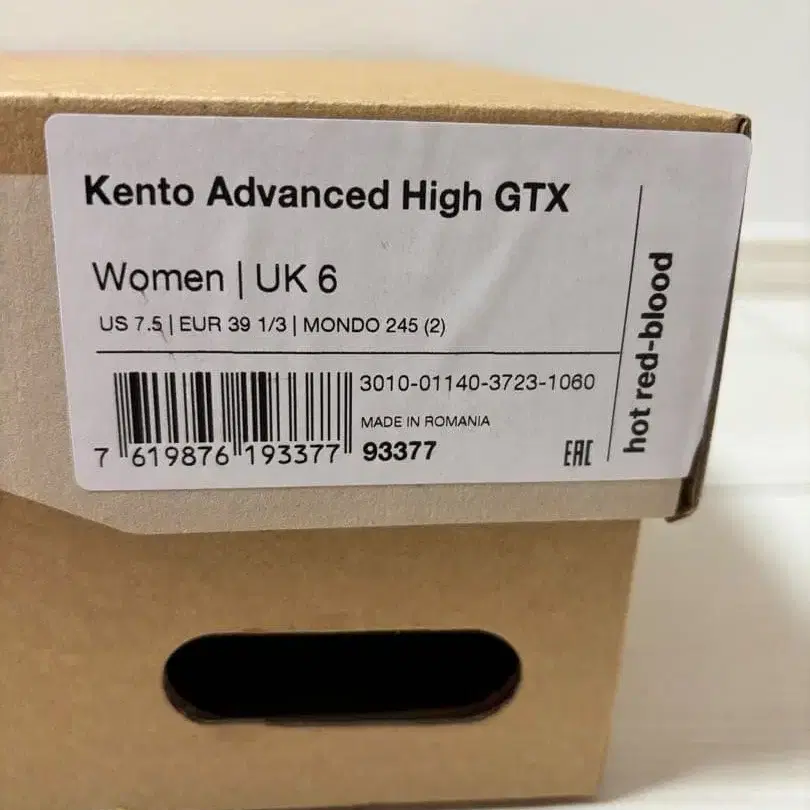 Kento Advanced High GTX
Women | UK 6
US 7.5 | EUR 39 1/3 | MONDO 245 (2)
3010-01140-3723-1060
MADE IN ROMANIA
7 619876 193377
93377
EAC
hot red-blood